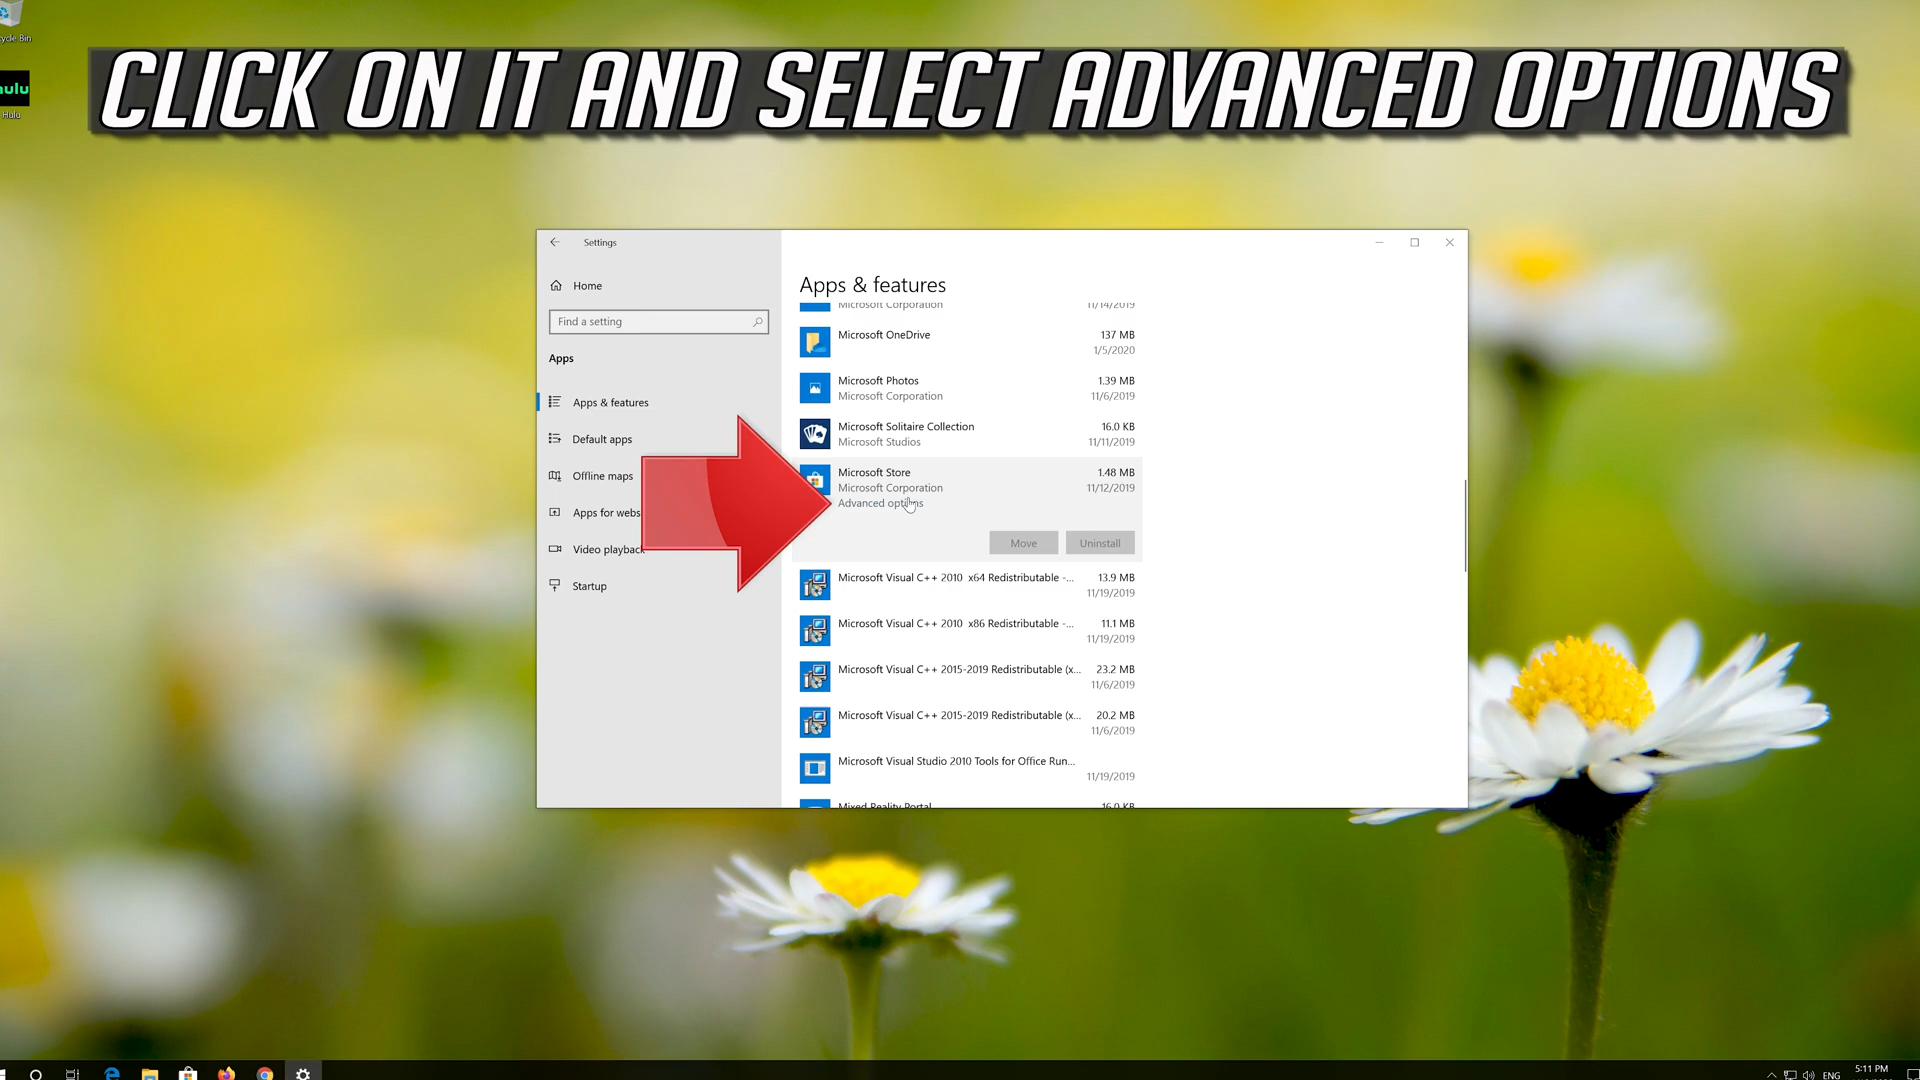 CLICK ON IT AND SELECT ADVANCED OPTIONS
cycle Bin
hulu
Hulu
Settings
Home
Find a setting
Apps
Apps & features
Default apps
Offline maps
Apps for webs
Video playback
Startup
Apps & features
Microsoft Corporation 11/14/2019
Microsoft OneDrive 137 MB
1/5/2020
Microsoft Photos 1.39 MB
Microsoft Corporation 11/6/2019
Microsoft Solitaire Collection 16.0 KB
Microsoft Studios 11/11/2019
Microsoft Store 1.48 MB
Microsoft Corporation 11/12/2019
Advanced options
Move Uninstall
Microsoft Visual C++ 2010 x64 Redistributable -... 13.9 MB
11/19/2019
Microsoft Visual C++ 2010 x86 Redistributable -... 11.1 MB
11/19/2019
Microsoft Visual C++ 2015-2019 Redistributable (x... 23.2 MB
11/6/2019
Microsoft Visual C++ 2015-2019 Redistributable (x... 20.2 MB
11/6/2019
Microsoft Visual Studio 2010 Tools for Office Run...
11/19/2019
Mixed Reality Portal 16.0 KB
ENG
5:11 PM